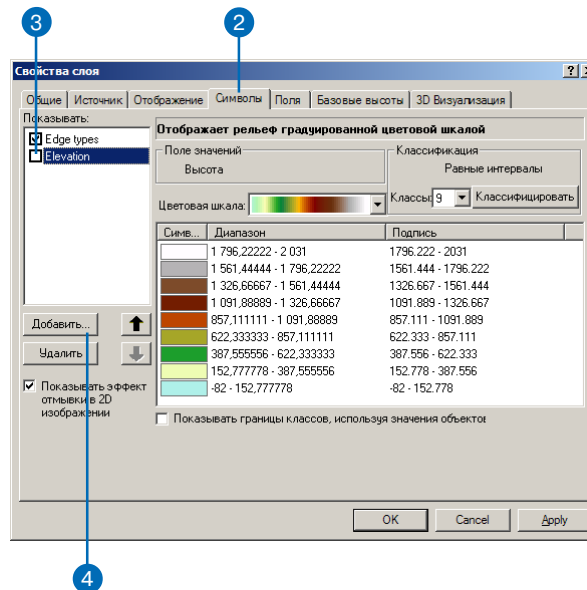 3
2
Свойства слоя
Общие Источник Отображение Символы Поля Базовые высоты 3D Визуализация
Показывать:
Edge types
Elevation
Отображает рельеф градуированной цветовой шкалой
Поле значений
Высота
Классификация
Равные интервалы
Цветовая шкала:
Классы: 9 Классифицировать
Симв... Диапазон Подпись
1 796,22222 - 2 031 1796.222 - 2031
1 561,44444 - 1 796,22222 1561.444 - 1796.222
1 326,66667 - 1 561,44444 1326.667 - 1561.444
1 091,88889 - 1 326,66667 1091.889 - 1326.667
857,111111 - 1 091,88889 857.111 - 1091.889
622,333333 - 857,111111 622.333 - 857.111
387,555556 - 622,333333 387.556 - 622.333
152,777778 - 387,555556 152.778 - 387.556
-82 - 152,777778 -82 - 152.778
Добавить...
Удалить
Показывать эффект
отмывки в 2D
изображении
Показывать границы классов, используя значения объектов
OK Cancel Apply
4